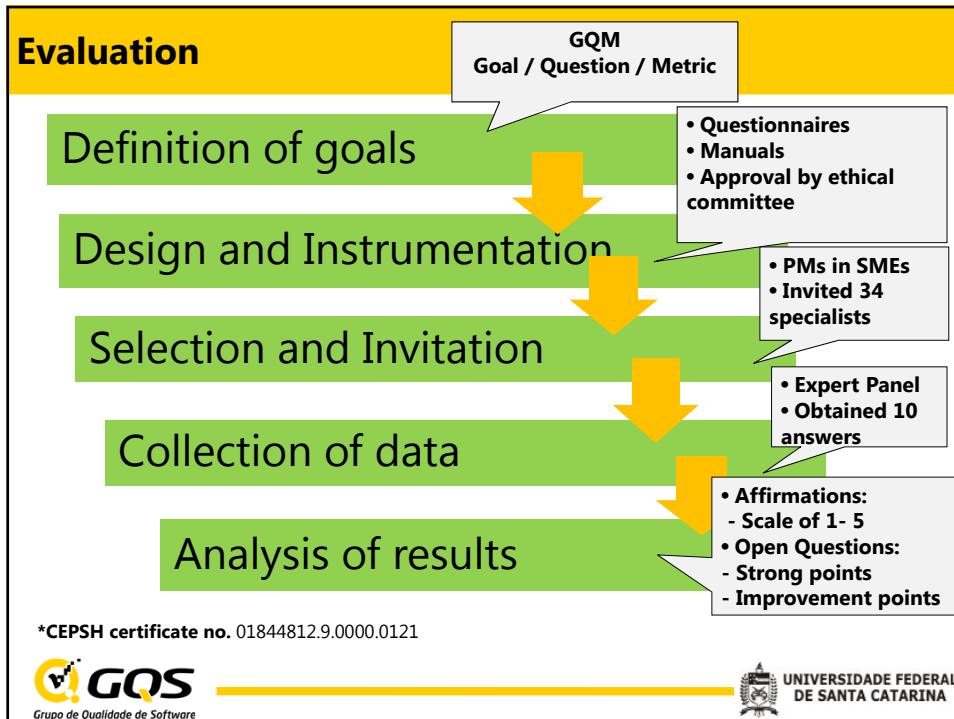 Evaluation
GQM
Goal / Question / Metric
Definition of goals
• Questionnaires
• Manuals
• Approval by ethical
committee
Design and Instrumentation
• PMs in SMEs
• Invited 34
specialists
Selection and Invitation
• Expert Panel
• Obtained 10
answers
Collection of data
• Affirmations:
- Scale of 1- 5
• Open Questions:
- Strong points
- Improvement points
Analysis of results
*CEPSH certificate no. 01844812.9.0000.0121
GQS
Grupo de Qualidade de Software
UNIVERSIDADE FEDERAL
DE SANTA CATARINA